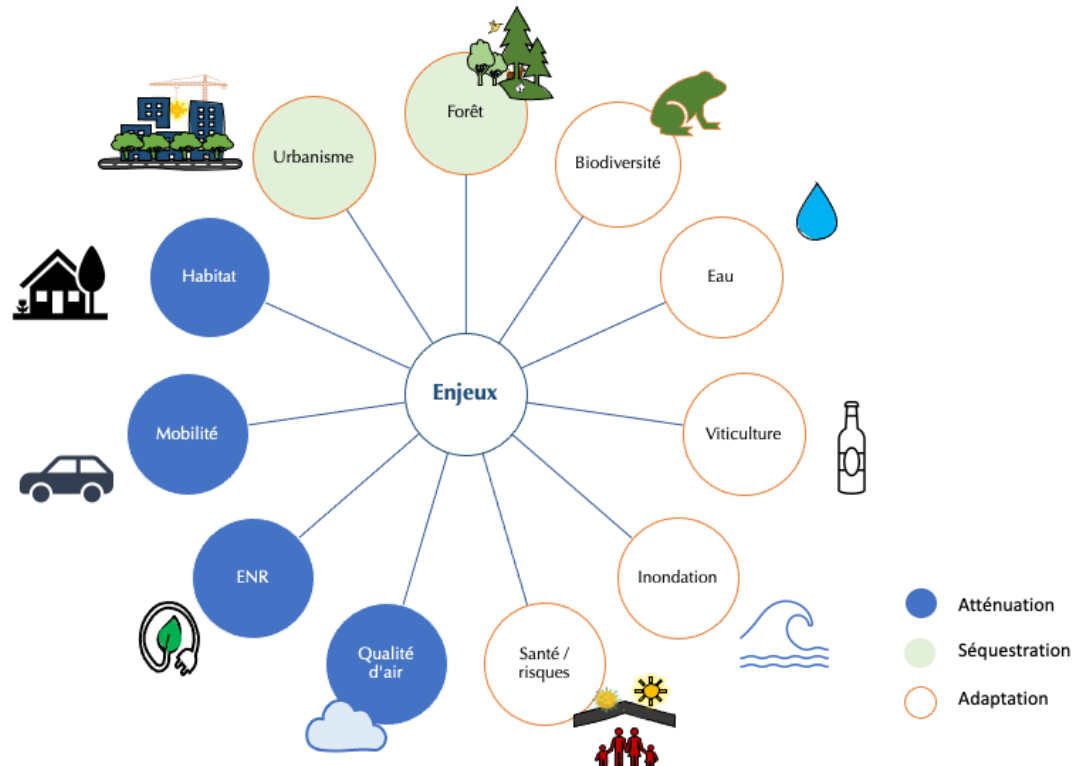 Forêt
Urbanisme
Biodiversité
Habitat
Eau
Enjeux
Mobilité
Viticulture
ENR
Inondation
Qualité
d'air
Santé /
risques
Atténuation
Séquestration
Adaptation